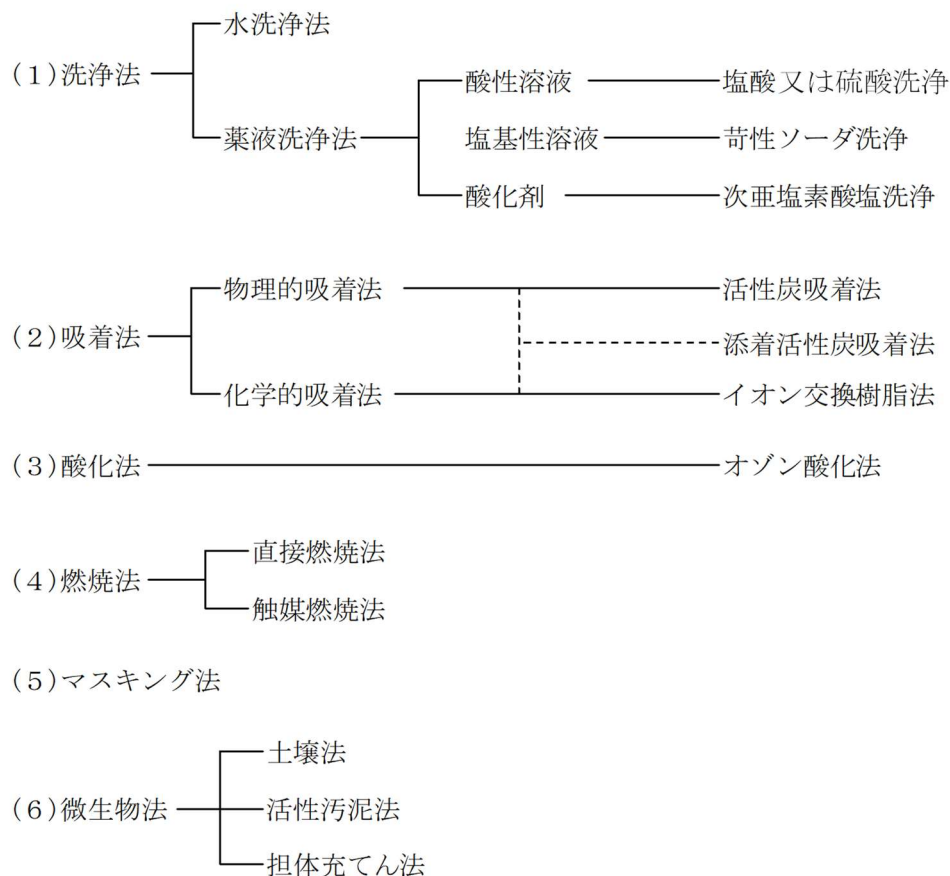 水洗浄法
(1)洗浄法
酸性溶液 塩酸又は硫酸洗浄
薬液洗浄法 塩基性溶液 苛性ソーダ洗浄
酸化剤 次亜塩素酸塩洗浄
物理的吸着法 活性炭吸着法
(2)吸着法
添着活性炭吸着法
化学的吸着法 イオン交換樹脂法
(3)酸化法 オゾン酸化法
直接燃焼法
(4)燃焼法
触媒燃焼法
(5)マスキング法
土壌法
(6)微生物法 活性汚泥法
担体充てん法